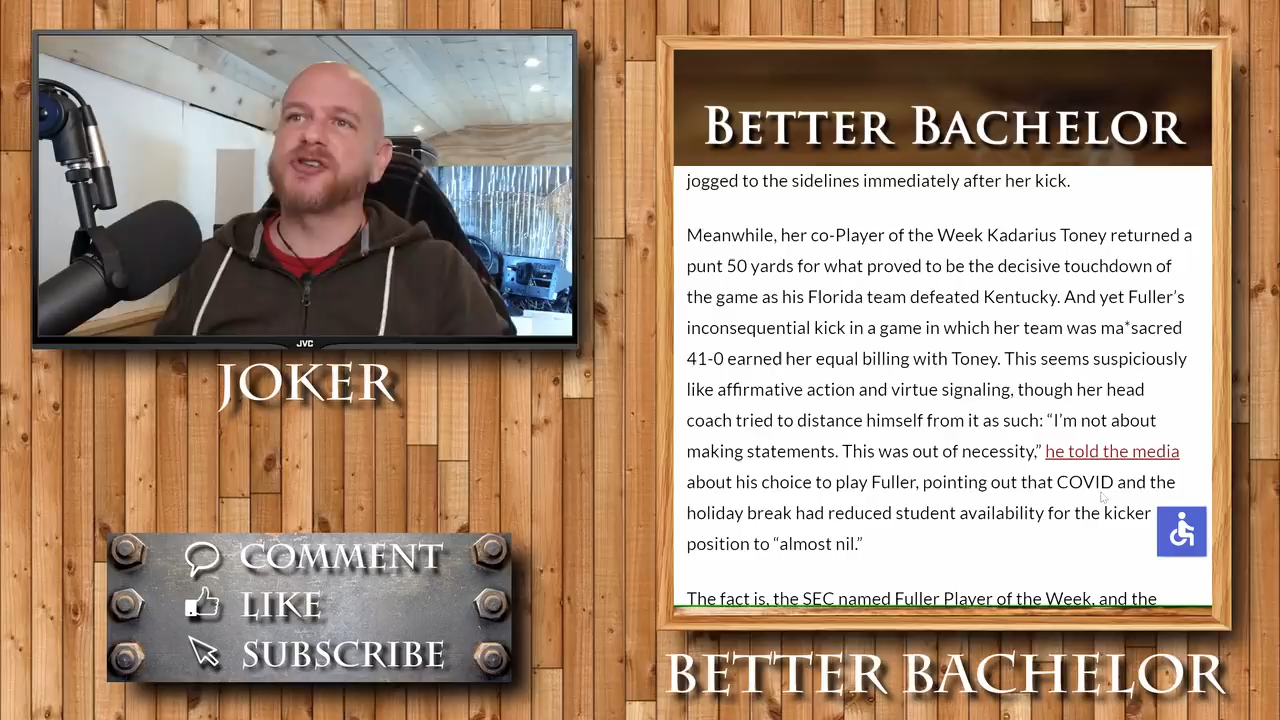 JVC
JOKER
COMMENT
LIKE
SUBSCRIBE
BETTER BACHELOR
jogged to the sidelines immediately after her kick.
Meanwhile, her co-Player of the Week Kadarius Toney returned a
punt 50 yards for what proved to be the decisive touchdown of
the game as his Florida team defeated Kentucky. And yet Fuller’s
inconsequential kick in a game in which her team was ma*sacred
41-0 earned her equal billing with Toney. This seems suspiciously
like affirmative action and virtue signaling, though her head
coach tried to distance himself from it as such: “I’m not about
making statements. This was out of necessity,” he told the media
about his choice to play Fuller, pointing out that COVID and the
holiday break had reduced student availability for the kicker
position to “almost nil.”
The fact is, the SEC named Fuller Player of the Week, and the
BETTER BACHELOR